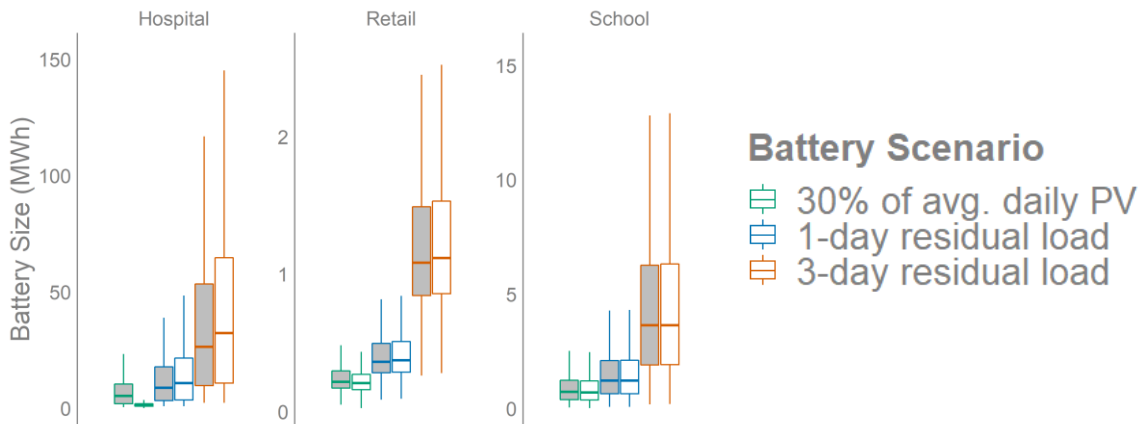 Hospital
Retail
School
Battery Size (MWh)
150
100
50
0
2
1
0
15
10
5
0
Battery Scenario
30% of avg. daily PV
1-day residual load
3-day residual load